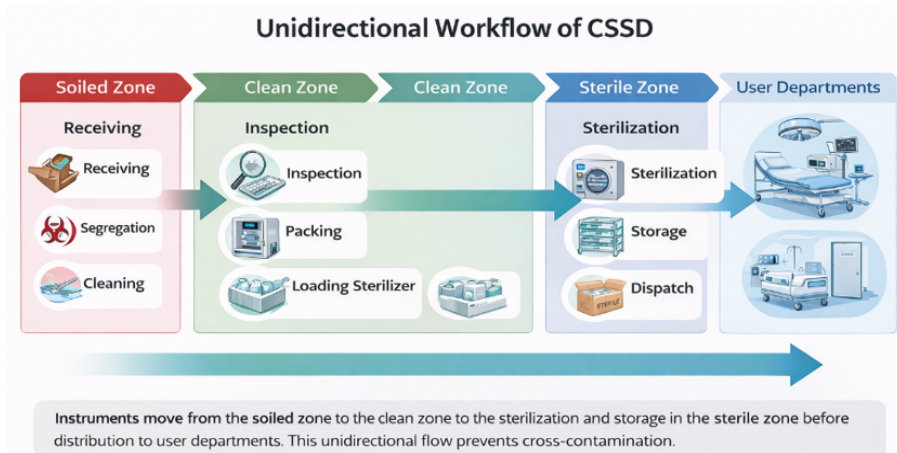 Unidirectional Workflow of CSSD
Soiled Zone
Clean Zone
Clean Zone
Sterile Zone
User Departments
Receiving
Receiving
Segregation
Cleaning
Inspection
Inspection
Packing
Loading Sterilizer
Sterilization
Sterilization
Storage
STERILE
Dispatch
Instruments move from the soiled zone to the clean zone to the sterilization and storage in the sterile zone before
distribution to user departments. This unidirectional flow prevents cross-contamination.